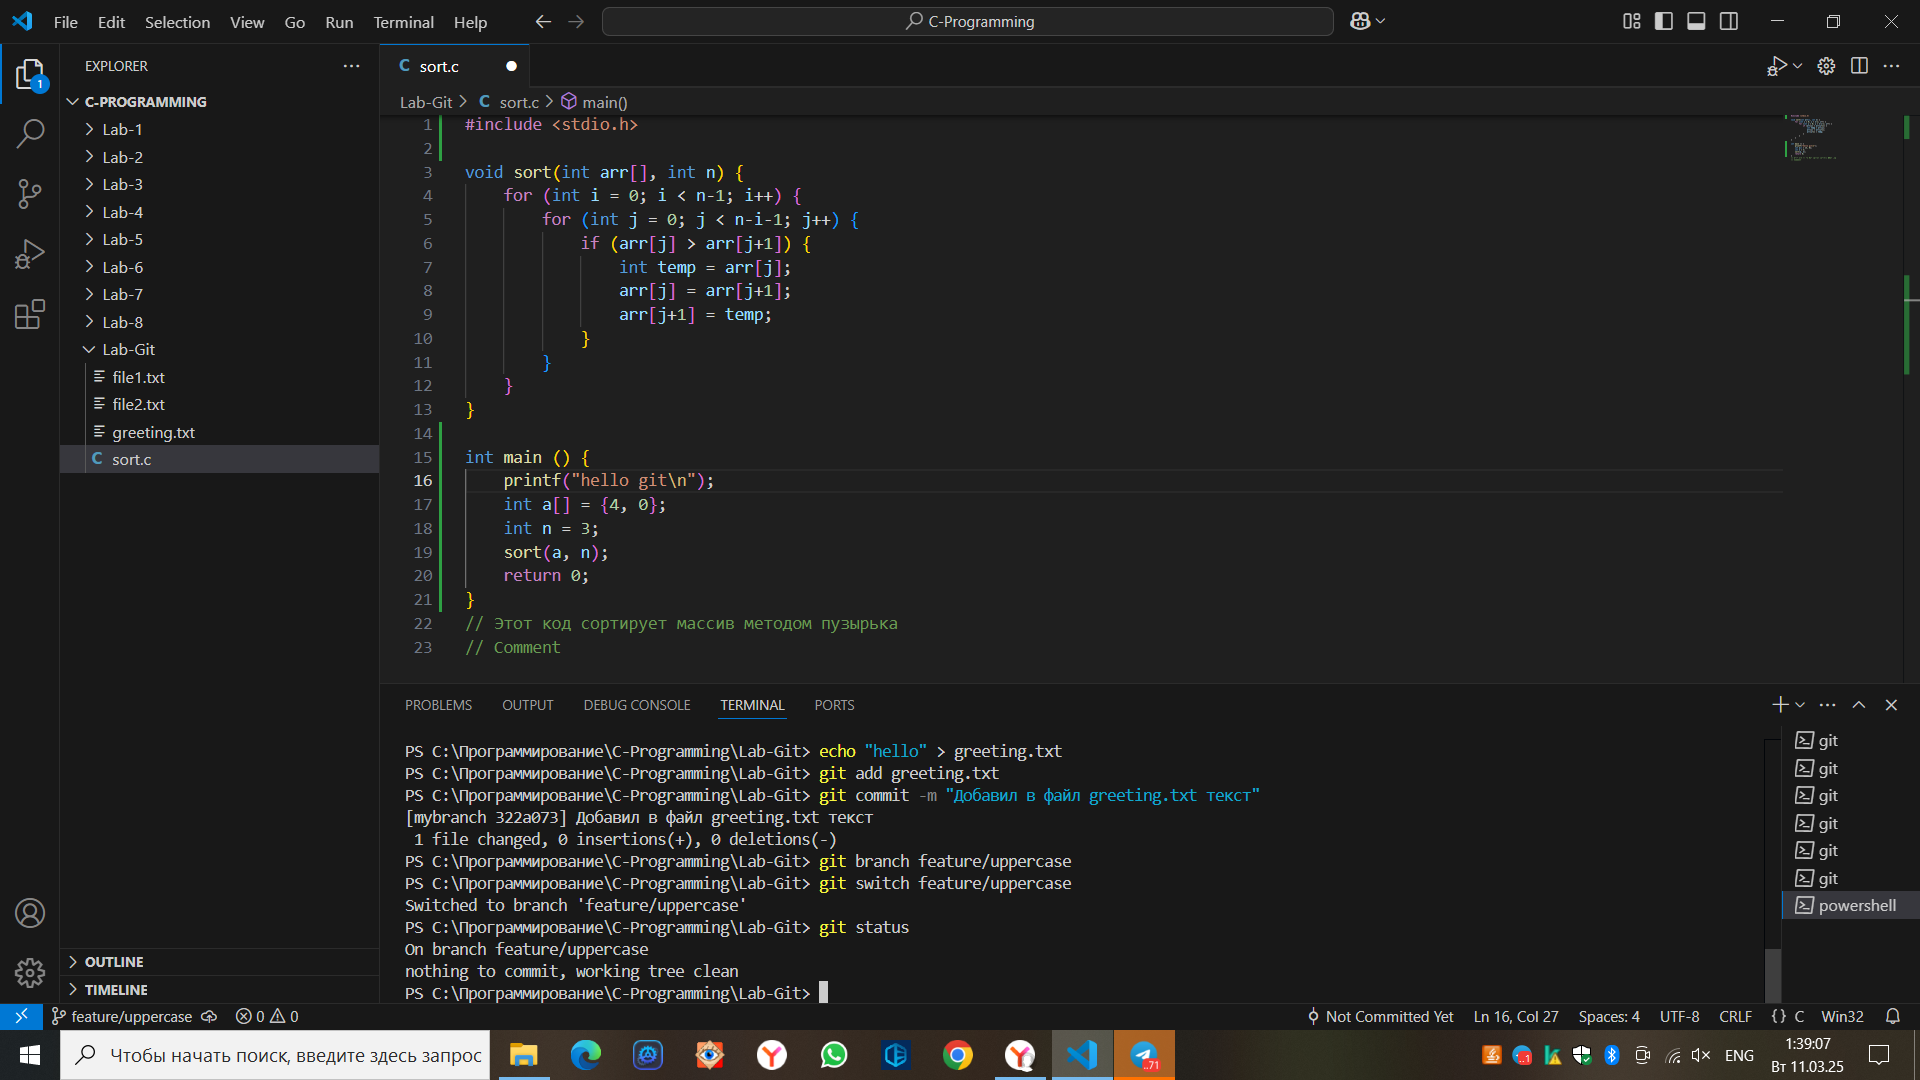 File Edit Selection View Go Run Terminal Help
C-Programming
EXPLORER
1
C-PROGRAMMING
Lab-1
Lab-2
Lab-3
Lab-4
Lab-5
Lab-6
Lab-7
Lab-8
Lab-Git
file1.txt
file2.txt
greeting.txt
C sort.c
OUTLINE
TIMELINE
C sort.c
Lab-Git > C sort.c > main()
1 #include <stdio.h>
2
3 void sort(int arr[], int n) {
4 for (int i = 0; i < n-1; i++) {
5 for (int j = 0; j < n-i-1; j++) {
6 if (arr[j] > arr[j+1]) {
7 int temp = arr[j];
8 arr[j] = arr[j+1];
9 arr[j+1] = temp;
10 }
11 }
12 }
13 }
14
15 int main () {
16 printf("hello git\n");
17 int a[] = {4, 0};
18 int n = 3;
19 sort(a, n);
20 return 0;
21 }
22 // Этот код сортирует массив методом пузырька
23 // Comment
PROBLEMS OUTPUT DEBUG CONSOLE TERMINAL PORTS
PS C:\Программирование\C-Programming\Lab-Git> echo "hello" > greeting.txt
PS C:\Программирование\C-Programming\Lab-Git> git add greeting.txt
PS C:\Программирование\C-Programming\Lab-Git> git commit -m "Добавил в файл greeting.txt текст"
[mybranch 322a073] Добавил в файл greeting.txt текст
1 file changed, 0 insertions(+), 0 deletions(-)
PS C:\Программирование\C-Programming\Lab-Git> git branch feature/uppercase
PS C:\Программирование\C-Programming\Lab-Git> git switch feature/uppercase
Switched to branch 'feature/uppercase'
PS C:\Программирование\C-Programming\Lab-Git> git status
On branch feature/uppercase
nothing to commit, working tree clean
PS C:\Программирование\C-Programming\Lab-Git>
git
git
git
git
git
git
powershell
feature/uppercase 0 0
Not Committed Yet Ln 16, Col 27 Spaces: 4 UTF-8 CRLF {} C Win32
Чтобы начать поиск, введите здесь запрос
..71
..1
ENG
1:39:07
Вт 11.03.25